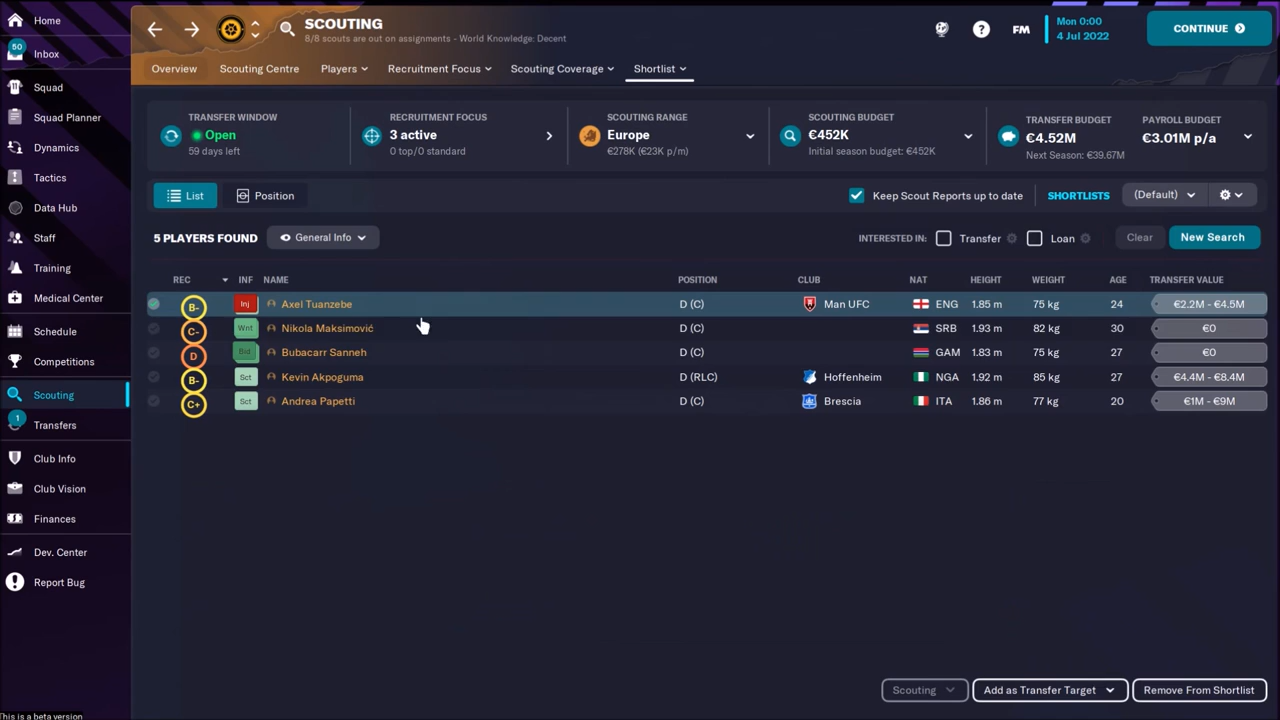 Home
50
Inbox
Squad
Squad Planner
Dynamics
Tactics
Data Hub
Staff
Training
Medical Center
Schedule
Competitions
Scouting
1
Transfers
Club Info
Club Vision
Finances
Dev. Center
Report Bug
This is a beta version
SCOUTING
8/8 scouts are out on assignments - World Knowledge: Decent
FM
Mon 0:00
4 Jul 2022
CONTINUE
Overview Scouting Centre Players Recruitment Focus Scouting Coverage Shortlist
TRANSFER WINDOW
Open
59 days left
RECRUITMENT FOCUS
3 active
0 top/0 standard
SCOUTING RANGE
Europe
€278K (€23K p/m)
SCOUTING BUDGET
€452K
Initial season budget: €452K
TRANSFER BUDGET
€4.52M
Next Season: €39.67M
PAYROLL BUDGET
€3.01M p/a
List Position Keep Scout Reports up to date SHORTLISTS (Default)
5 PLAYERS FOUND General Info INTERESTED IN: Transfer Loan Clear New Search
REC INF NAME POSITION CLUB NAT HEIGHT WEIGHT AGE TRANSFER VALUE
B- Inj Axel Tuanzebe D (C) Man UFC ENG 1.85 m 75 kg 24 €2.2M - €4.5M
C- Wnt Nikola Maksimović D (C) SRB 1.93 m 82 kg 30 €0
D Bid Bubacarr Sanneh D (C) GAM 1.83 m 75 kg 27 €0
B- Sct Kevin Akpoguma D (RLC) Hoffenheim NGA 1.92 m 85 kg 27 €4.4M - €8.4M
C+ Sct Andrea Papetti D (C) Brescia ITA 1.86 m 77 kg 20 €1M - €9M
Scouting Add as Transfer Target Remove From Shortlist